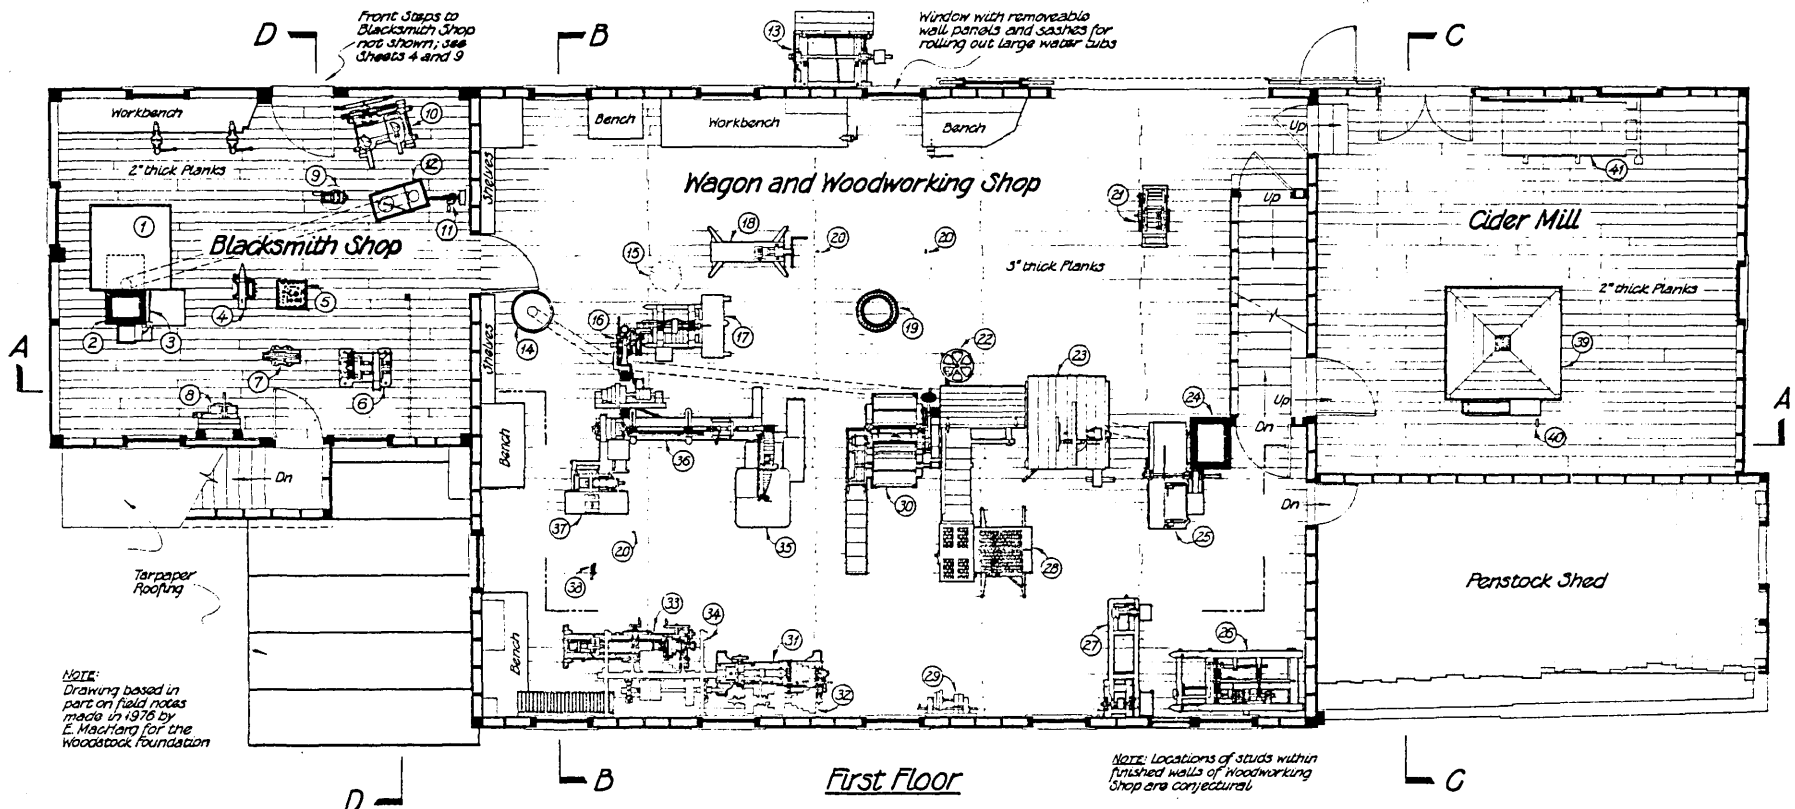 D
Front Steps to
Blacksmith Shop
not shown; see
Sheets 4 and 9
B
13
Window with removeable
wall panels and sashes for
rolling out large water tubs
C
Workbench
10
Bench
Workbench
Bench
Up
41
2" thick Planks
9
12
11
Shelves
Wagon and Woodworking Shop
21
Up
Cider Mill
1
Blacksmith Shop
18
20
20
15
3" thick Planks
2" thick Planks
4
5
2
3
14
16
17
19
22
23
39
A
7
6
8
Shelves
24
Up
A
Dn
40
Bench
36
Dn
30
25
Dn
37
20
35
28
38
Tarpaper
Roofing
Penstock Shed
33
34
31
27
26
Bench
29
32
NOTE:
Drawing based in
part on field notes
made in 1976 by
E. MacHarg for the
Woodstock Foundation
D
B
First Floor
NOTE: Locations of studs within
finished walls of Woodworking
Shop are conjectural
C